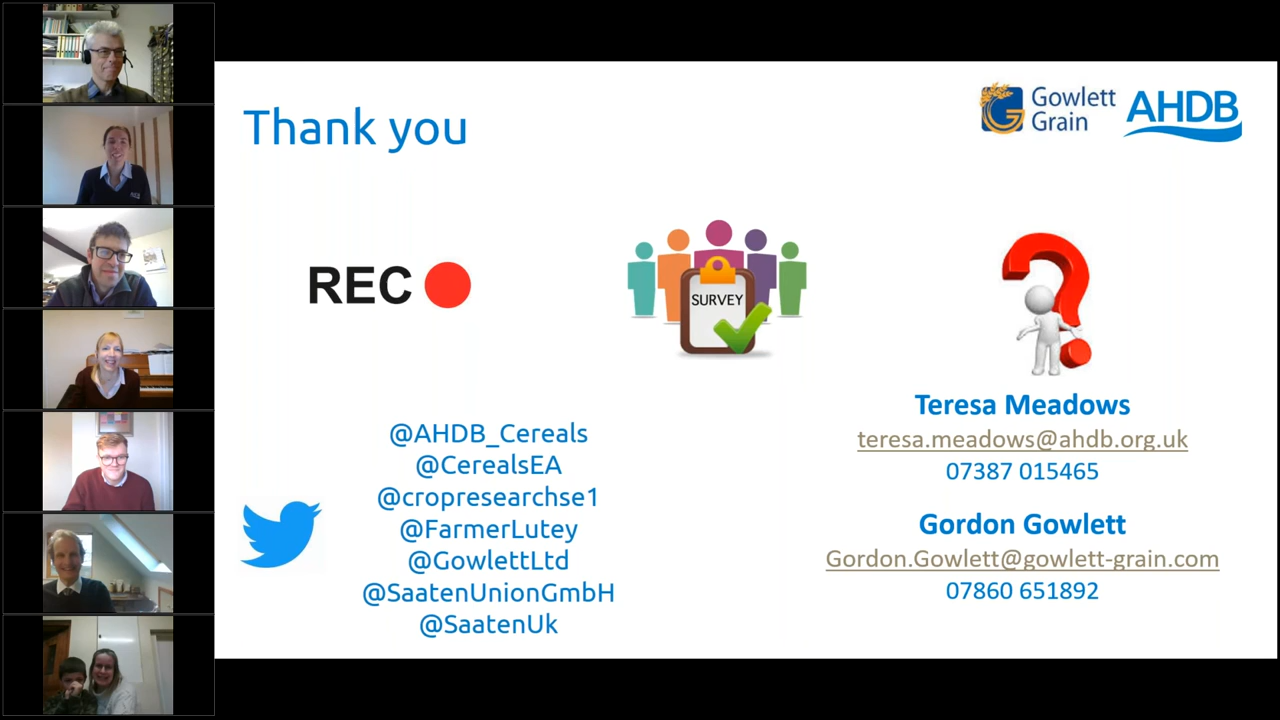 Thank you
Gowlett
Grain
AHDB
REC
SURVEY
@AHDB_Cereals
@CerealsEA
@cropresearchse1
@FarmerLutey
@GowlettLtd
@SaatenUnionGmbH
@SaatenUk
Teresa Meadows
teresa.meadows@ahdb.org.uk
07387 015465
Gordon Gowlett
Gordon.Gowlett@gowlett-grain.com
07860 651892